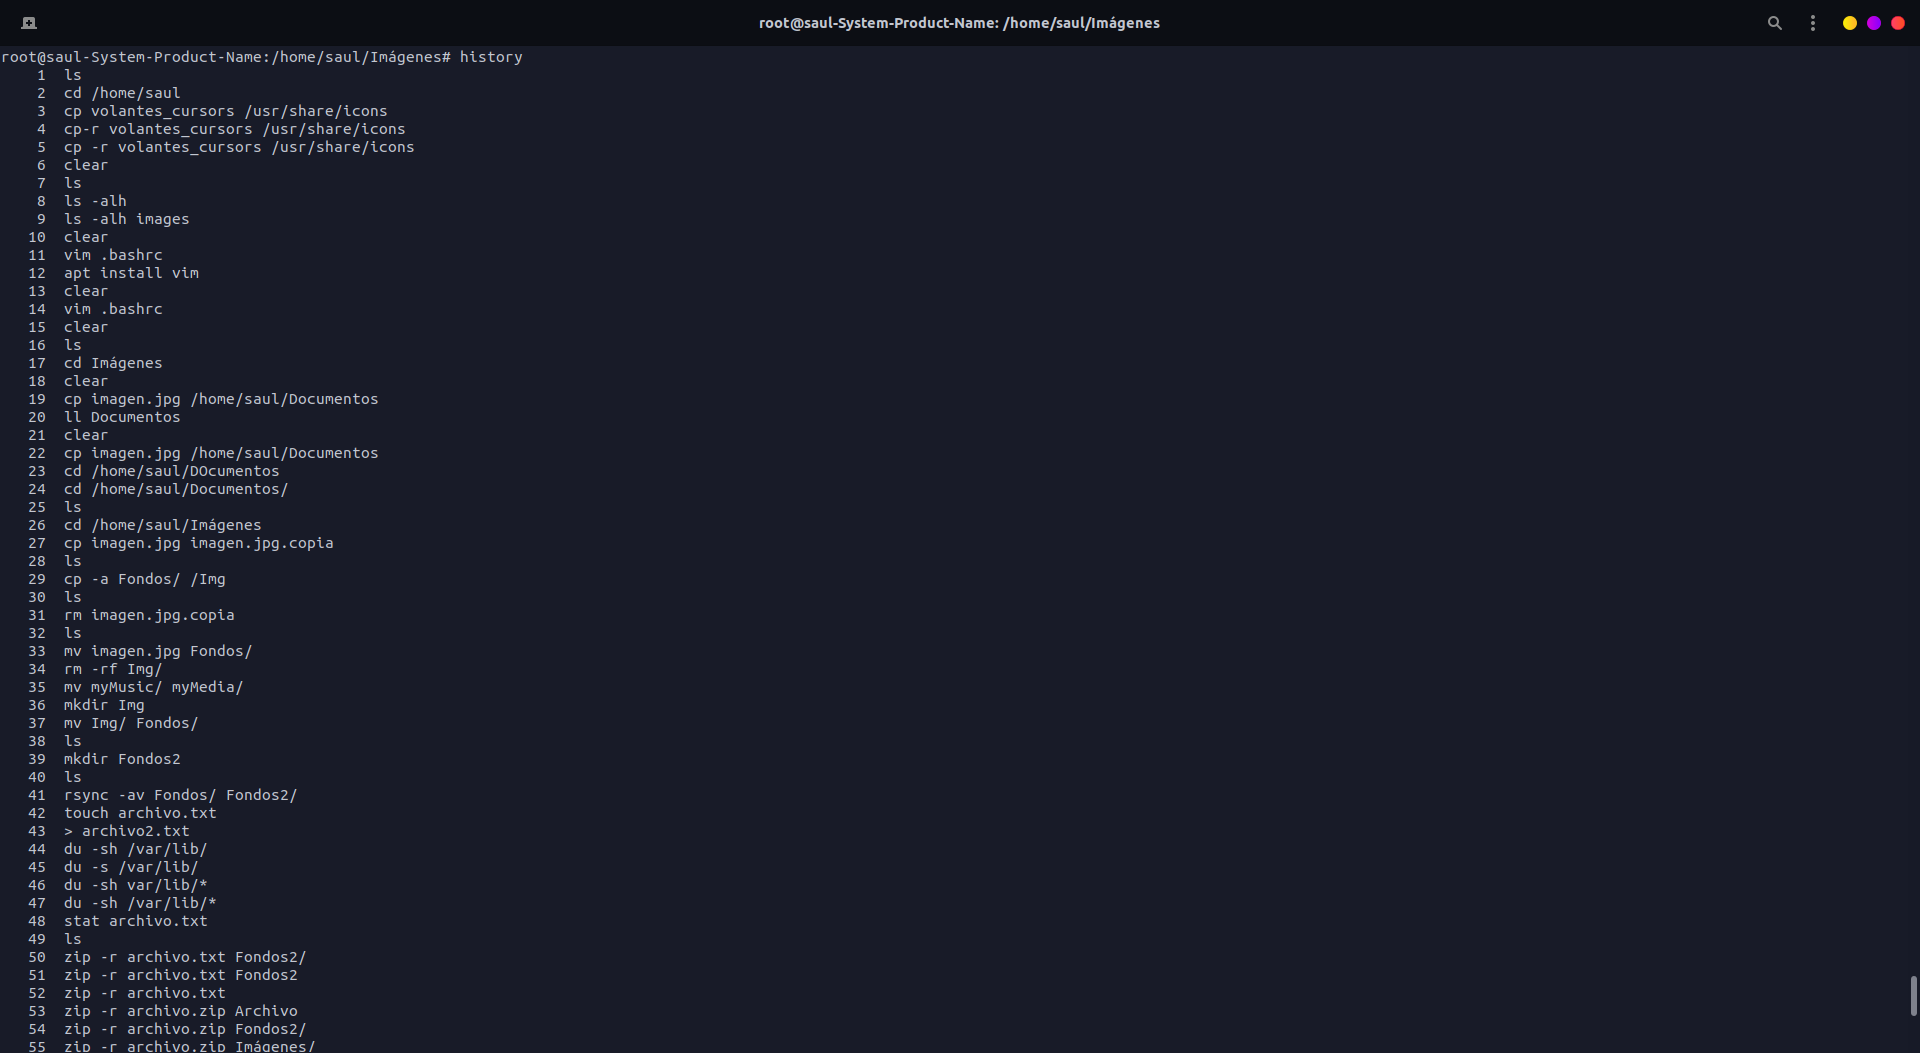 root@saul-System-Product-Name: /home/saul/Imágenes
root@saul-System-Product-Name:/home/saul/Imágenes# history
1 ls
2 cd /home/saul
3 cp volantes_cursors /usr/share/icons
4 cp-r volantes_cursors /usr/share/icons
5 cp -r volantes_cursors /usr/share/icons
6 clear
7 ls
8 ls -alh
9 ls -alh images
10 clear
11 vim .bashrc
12 apt install vim
13 clear
14 vim .bashrc
15 clear
16 ls
17 cd Imágenes
18 clear
19 cp imagen.jpg /home/saul/Documentos
20 ll Documentos
21 clear
22 cp imagen.jpg /home/saul/Documentos
23 cd /home/saul/DOcumentos
24 cd /home/saul/Documentos/
25 ls
26 cd /home/saul/Imágenes
27 cp imagen.jpg imagen.jpg.copia
28 ls
29 cp -a Fondos/ /Img
30 ls
31 rm imagen.jpg.copia
32 ls
33 mv imagen.jpg Fondos/
34 rm -rf Img/
35 mv myMusic/ myMedia/
36 mkdir Img
37 mv Img/ Fondos/
38 ls
39 mkdir Fondos2
40 ls
41 rsync -av Fondos/ Fondos2/
42 touch archivo.txt
43 > archivo2.txt
44 du -sh /var/lib/
45 du -s /var/lib/
46 du -sh var/lib/*
47 du -sh /var/lib/*
48 stat archivo.txt
49 ls
50 zip -r archivo.txt Fondos2/
51 zip -r archivo.txt Fondos2
52 zip -r archivo.txt
53 zip -r archivo.zip Archivo
54 zip -r archivo.zip Fondos2/
55 zip -r archivo.zip Imágenes/